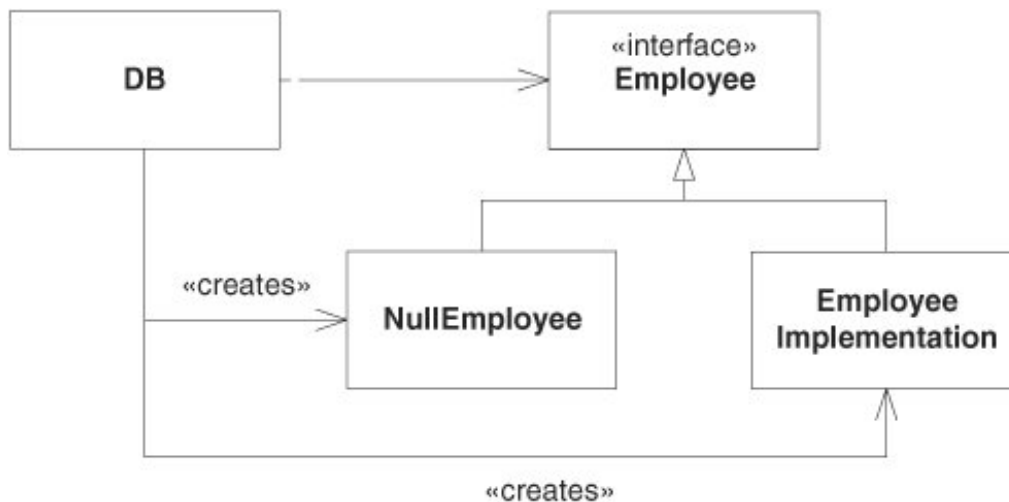 DB
«interface»
Employee
«creates»
NullEmployee
Employee
Implementation
«creates»